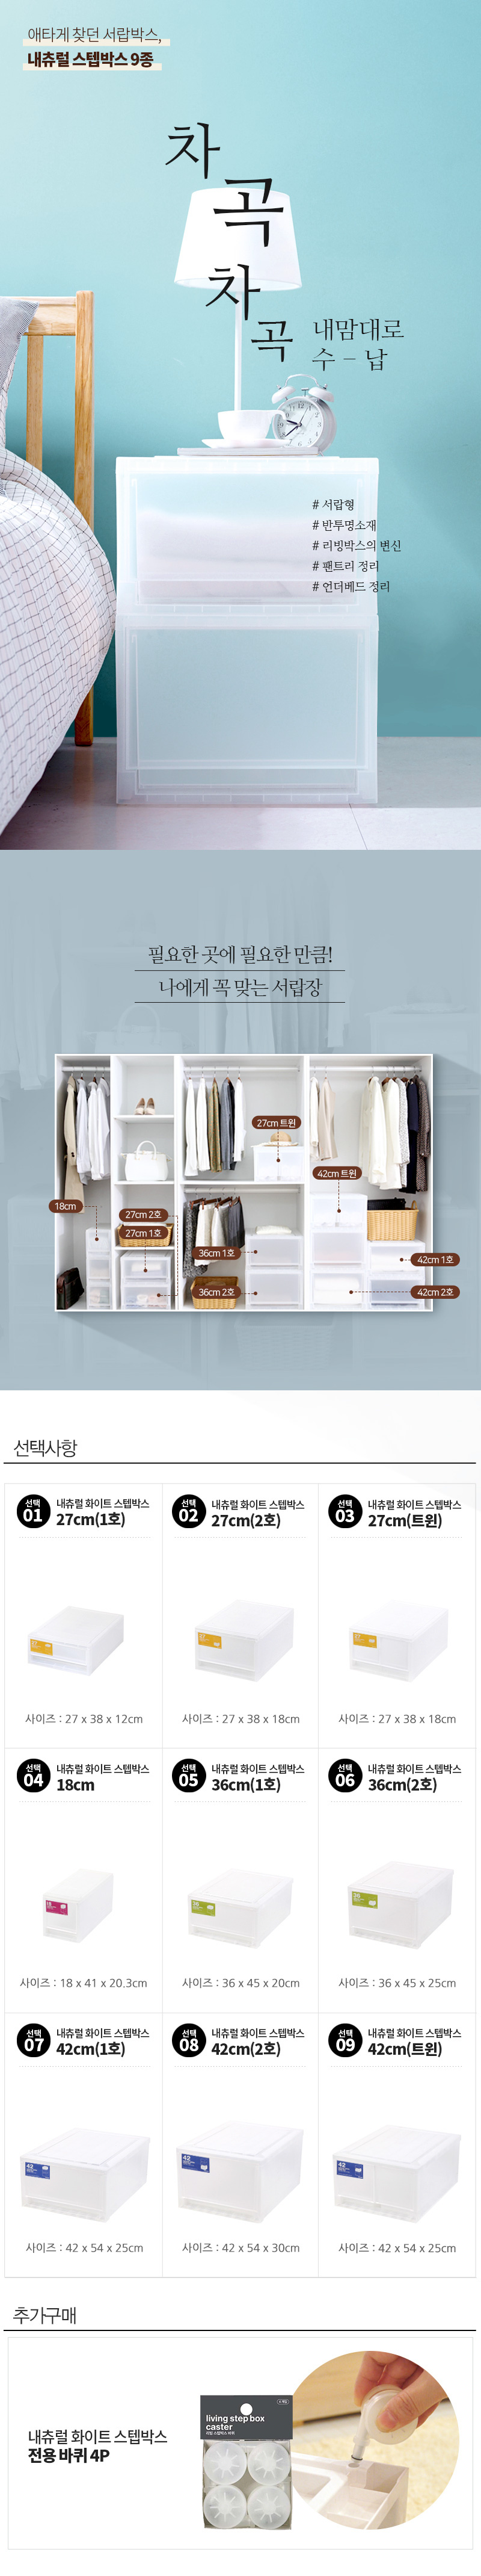 애타게 찾던 서랍박스,
내츄럴 스텝박스 9종
차
곡
차
곡
내맘대로
수 - 납
# 서랍형
# 반투명소재
# 리빙박스의 변신
# 팬트리 정리
# 언더베드 정리
필요한 곳에 필요한 만큼!
나에게 꼭 맞는 서랍장
27cm 트윈
42cm 트윈
18cm
27cm 2호
27cm 1호
36cm 1호
42cm 1호
36cm 2호
42cm 2호
선택사항
선택 01
내츄럴 화이트 스텝박스
27cm(1호)
사이즈 : 27 x 38 x 12cm
선택 02
내츄럴 화이트 스텝박스
27cm(2호)
사이즈 : 27 x 38 x 18cm
선택 03
내츄럴 화이트 스텝박스
27cm(트윈)
사이즈 : 27 x 38 x 18cm
선택 04
내츄럴 화이트 스텝박스
18cm
사이즈 : 18 x 41 x 20.3cm
선택 05
내츄럴 화이트 스텝박스
36cm(1호)
사이즈 : 36 x 45 x 20cm
선택 06
내츄럴 화이트 스텝박스
36cm(2호)
36
사이즈 : 36 x 45 x 25cm
선택 07
내츄럴 화이트 스텝박스
42cm(1호)
42
사이즈 : 42 x 54 x 25cm
선택 08
내츄럴 화이트 스텝박스
42cm(2호)
42
사이즈 : 42 x 54 x 30cm
선택 09
내츄럴 화이트 스텝박스
42cm(트윈)
42
사이즈 : 42 x 54 x 25cm
추가구매
내츄럴 화이트 스텝박스
전용 바퀴 4P
living step box
caster
리빙 스텝박스 바퀴